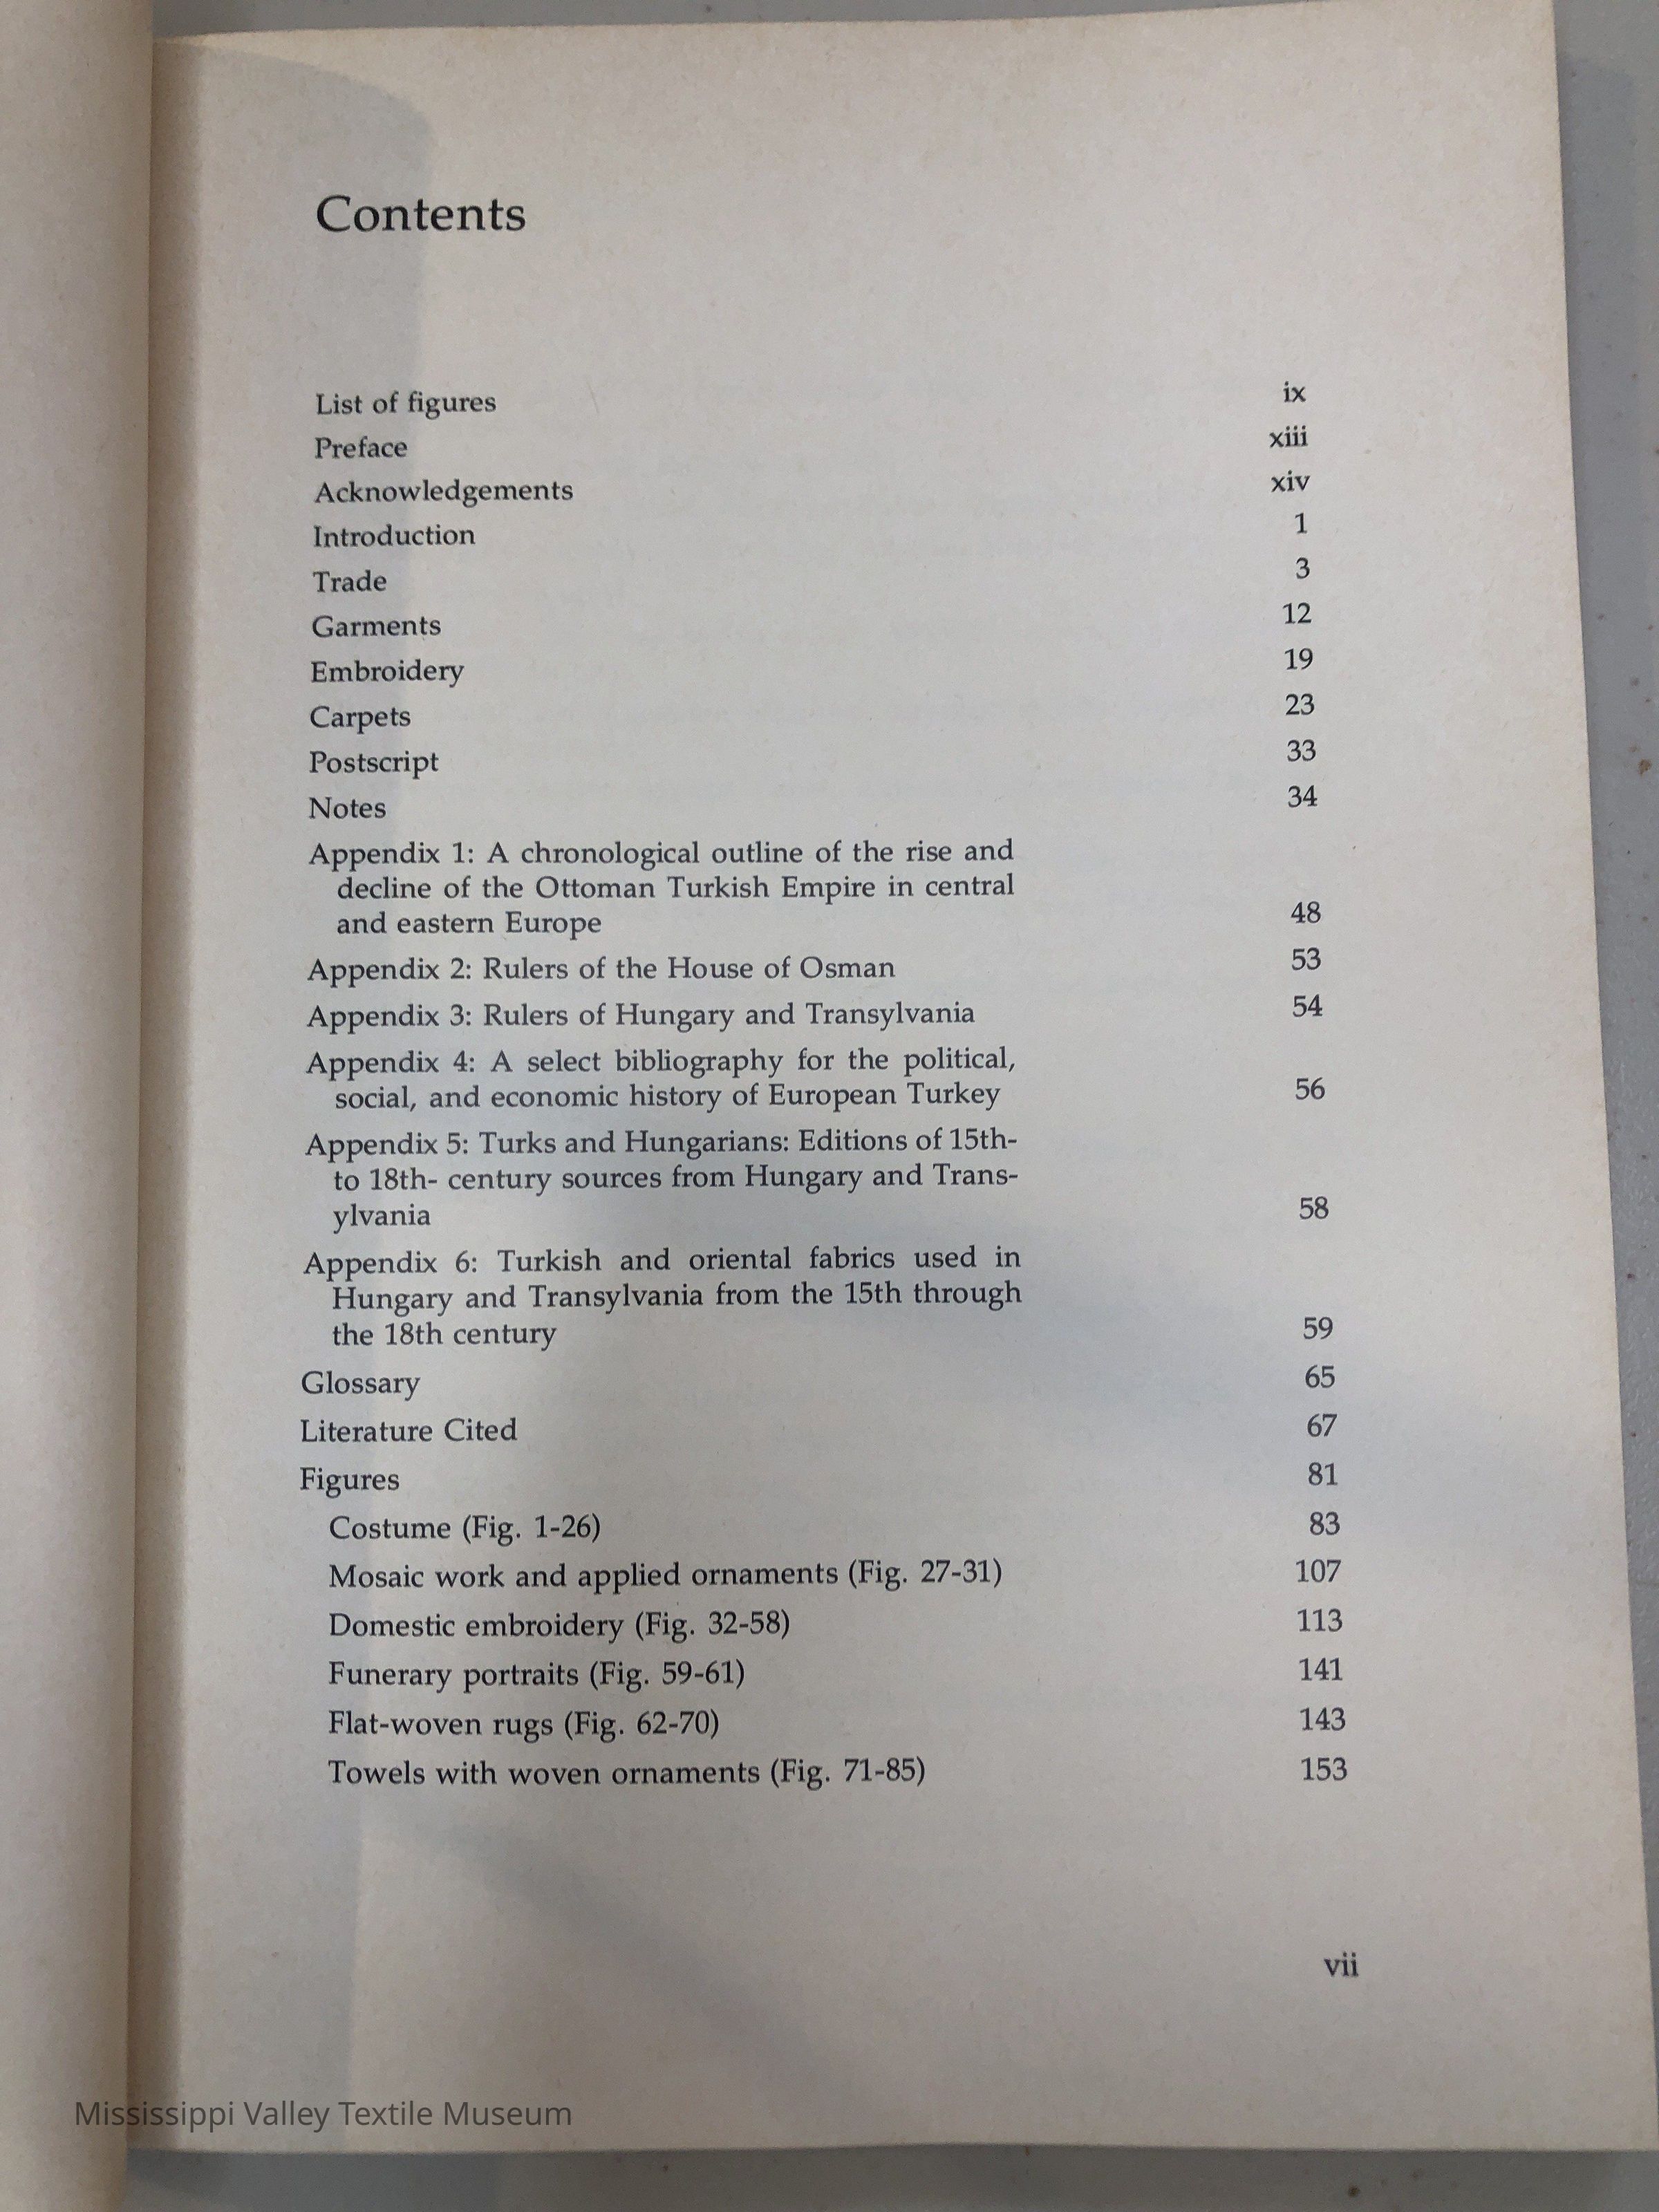 Contents
List of figures ix
Preface xiii
Acknowledgements xiv
Introduction 1
Trade 3
Garments 12
Embroidery 19
Carpets 23
Postscript 33
Notes 34
Appendix 1: A chronological outline of the rise and
decline of the Ottoman Turkish Empire in central
and eastern Europe 48
Appendix 2: Rulers of the House of Osman 53
Appendix 3: Rulers of Hungary and Transylvania 54
Appendix 4: A select bibliography for the political,
social, and economic history of European Turkey 56
Appendix 5: Turks and Hungarians: Editions of 15th-
to 18th- century sources from Hungary and Trans-
ylvania 58
Appendix 6: Turkish and oriental fabrics used in
Hungary and Transylvania from the 15th through
the 18th century 59
Glossary 65
Literature Cited 67
Figures 81
Costume (Fig. 1-26) 83
Mosaic work and applied ornaments (Fig. 27-31) 107
Domestic embroidery (Fig. 32-58) 113
Funerary portraits (Fig. 59-61) 141
Flat-woven rugs (Fig. 62-70) 143
Towels with woven ornaments (Fig. 71-85) 153
vii
Mississippi Valley Textile Museum